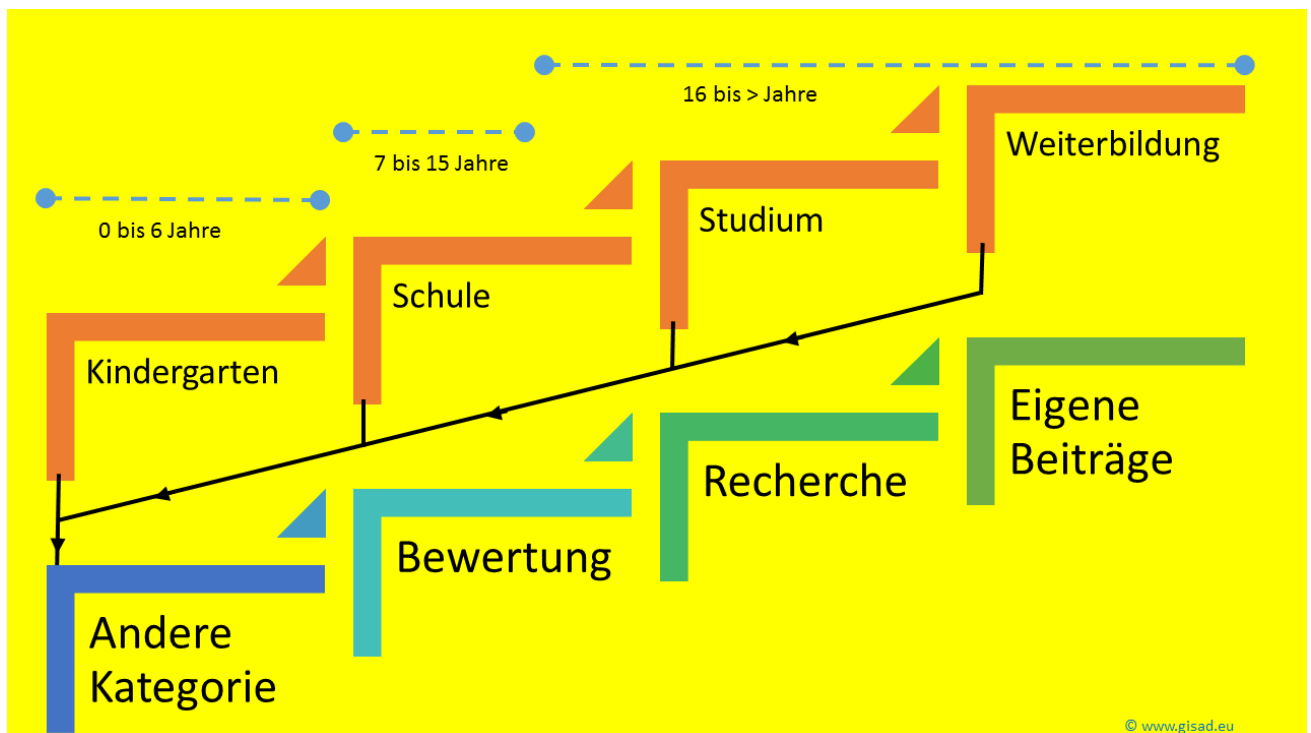 16 bis > Jahre
Weiterbildung
7 bis 15 Jahre
Studium
0 bis 6 Jahre
Schule
Kindergarten
Eigene
Beiträge
Recherche
Bewertung
Andere
Kategorie
© www.gisad.eu